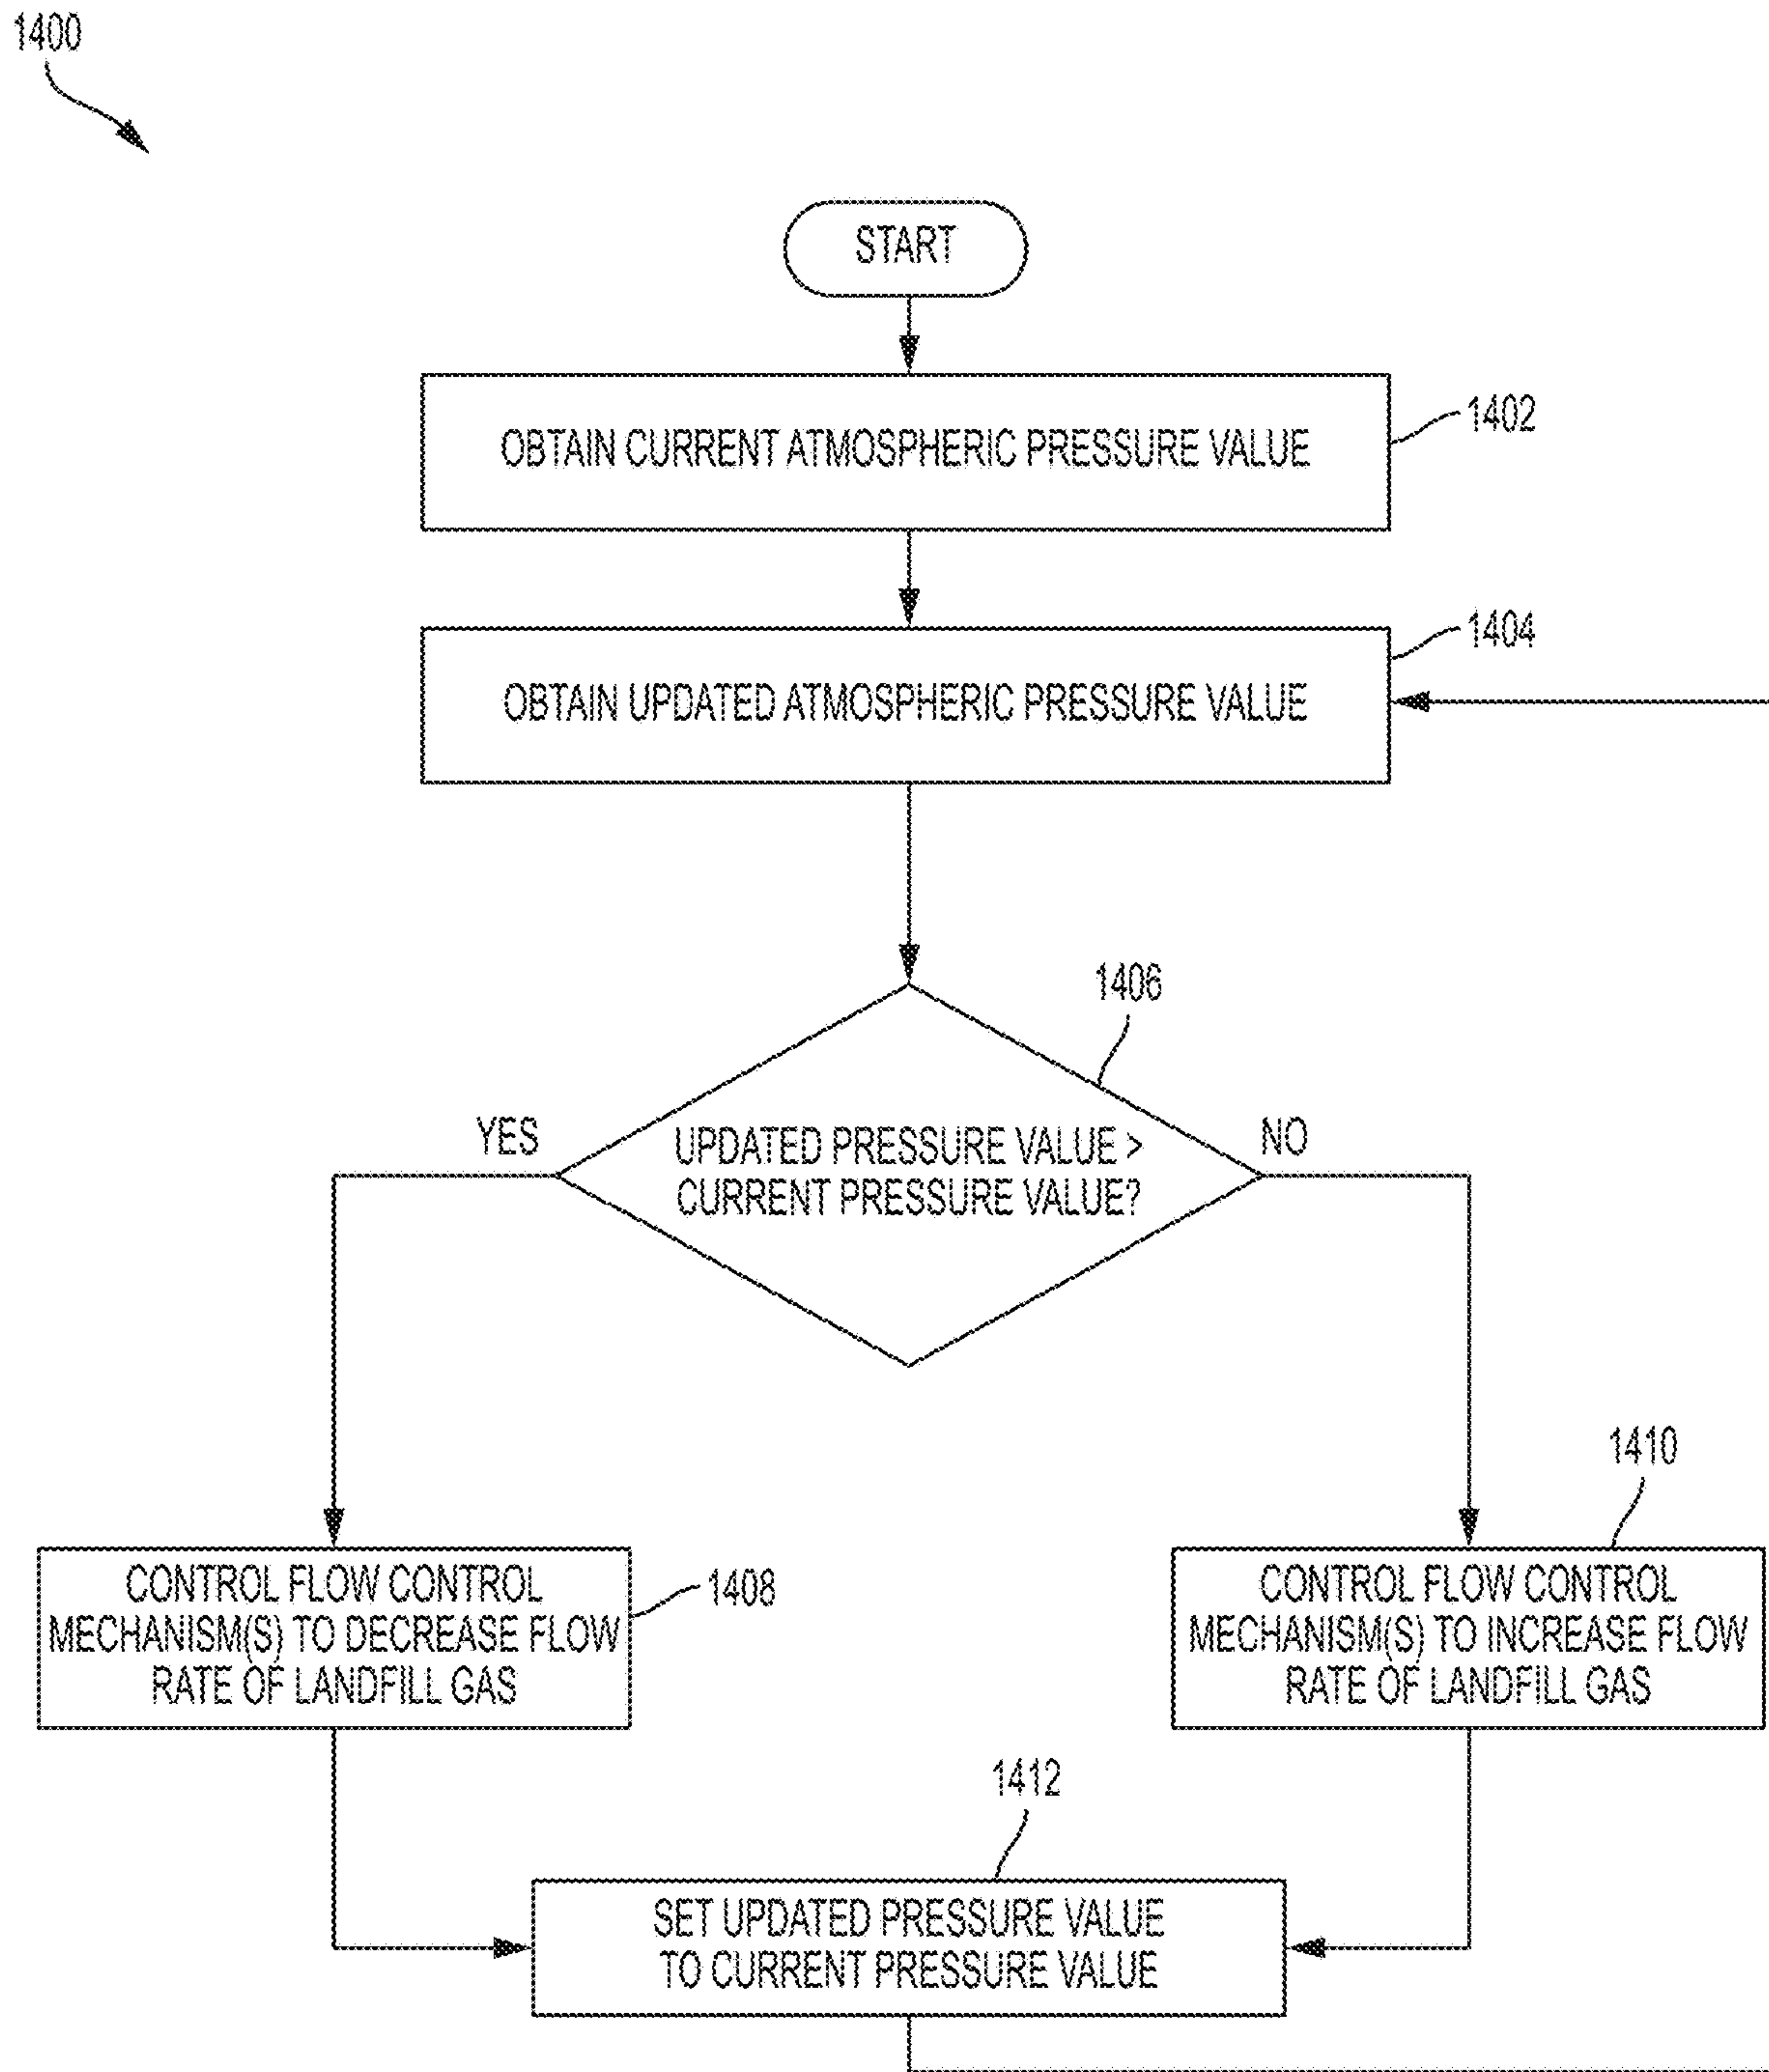 1400
START
OBTAIN CURRENT ATMOSPHERIC PRESSURE VALUE
1402
OBTAIN UPDATED ATMOSPHERIC PRESSURE VALUE
1404
1406
YES
UPDATED PRESSURE VALUE >
CURRENT PRESSURE VALUE?
NO
CONTROL FLOW CONTROL
MECHANISM(S) TO DECREASE FLOW
RATE OF LANDFILL GAS
1408
1410
CONTROL FLOW CONTROL
MECHANISM(S) TO INCREASE FLOW
RATE OF LANDFILL GAS
1412
SET UPDATED PRESSURE VALUE
TO CURRENT PRESSURE VALUE